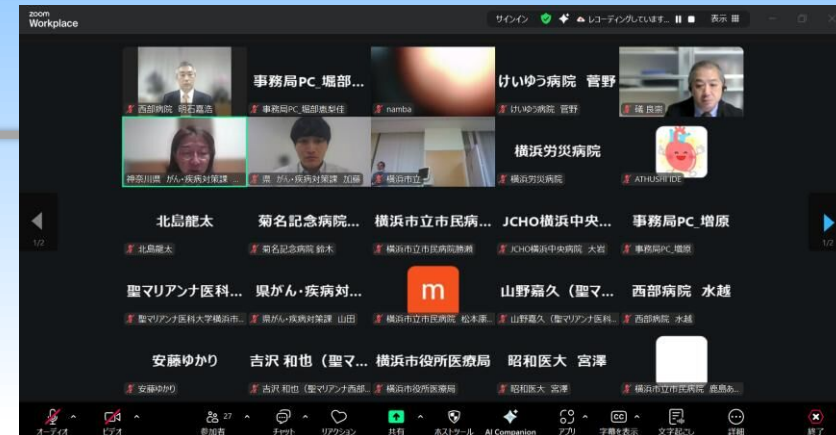 zoom
Workplace
サインイン
レコーディングしています...
表示
西部病院 明石嘉浩
事務局PC_堀部...
事務局PC_堀部恵梨佳
namba
けいゆう病院 菅野
けいゆう病院 菅野
礒 良崇
神奈川県 がん・疾病対策課 ...
県 がん・疾病対策課 加藤
横浜市立...
横浜労災病院
横浜労災病院
ATHUSHI IDE
1/2
1/2
北島龍太
北島龍太
菊名記念病院...
菊名記念病院 鈴木
横浜市立市民病...
横浜市立市民病院勝瀬
JCHO横浜中央...
JCHO横浜中央病院 大岩
事務局PC_増原
事務局PC_増原
聖マリアンナ医科...
聖マリアンナ医科大学横浜市...
県がん・疾病対...
県がん・疾病対策課 山田
m
横浜市立市民病院 松本康...
山野嘉久（聖マ...
山野嘉久（聖マリアンナ医科...
西部病院 水越
西部病院 水越
安藤ゆかり
安藤ゆかり
吉沢 和也（聖マ...
吉沢 和也（聖マリアンナ西部...
横浜市役所医療局
横浜市役所医療局
昭和医大 宮澤
昭和医大 宮澤
横浜市立市民病院 鹿島あ...
オーディオ
ビデオ
27
参加者
チャット
リアクション
共有
ホストツール
AI Companion
アプリ
字幕を表示
文字起こし
詳細
終了